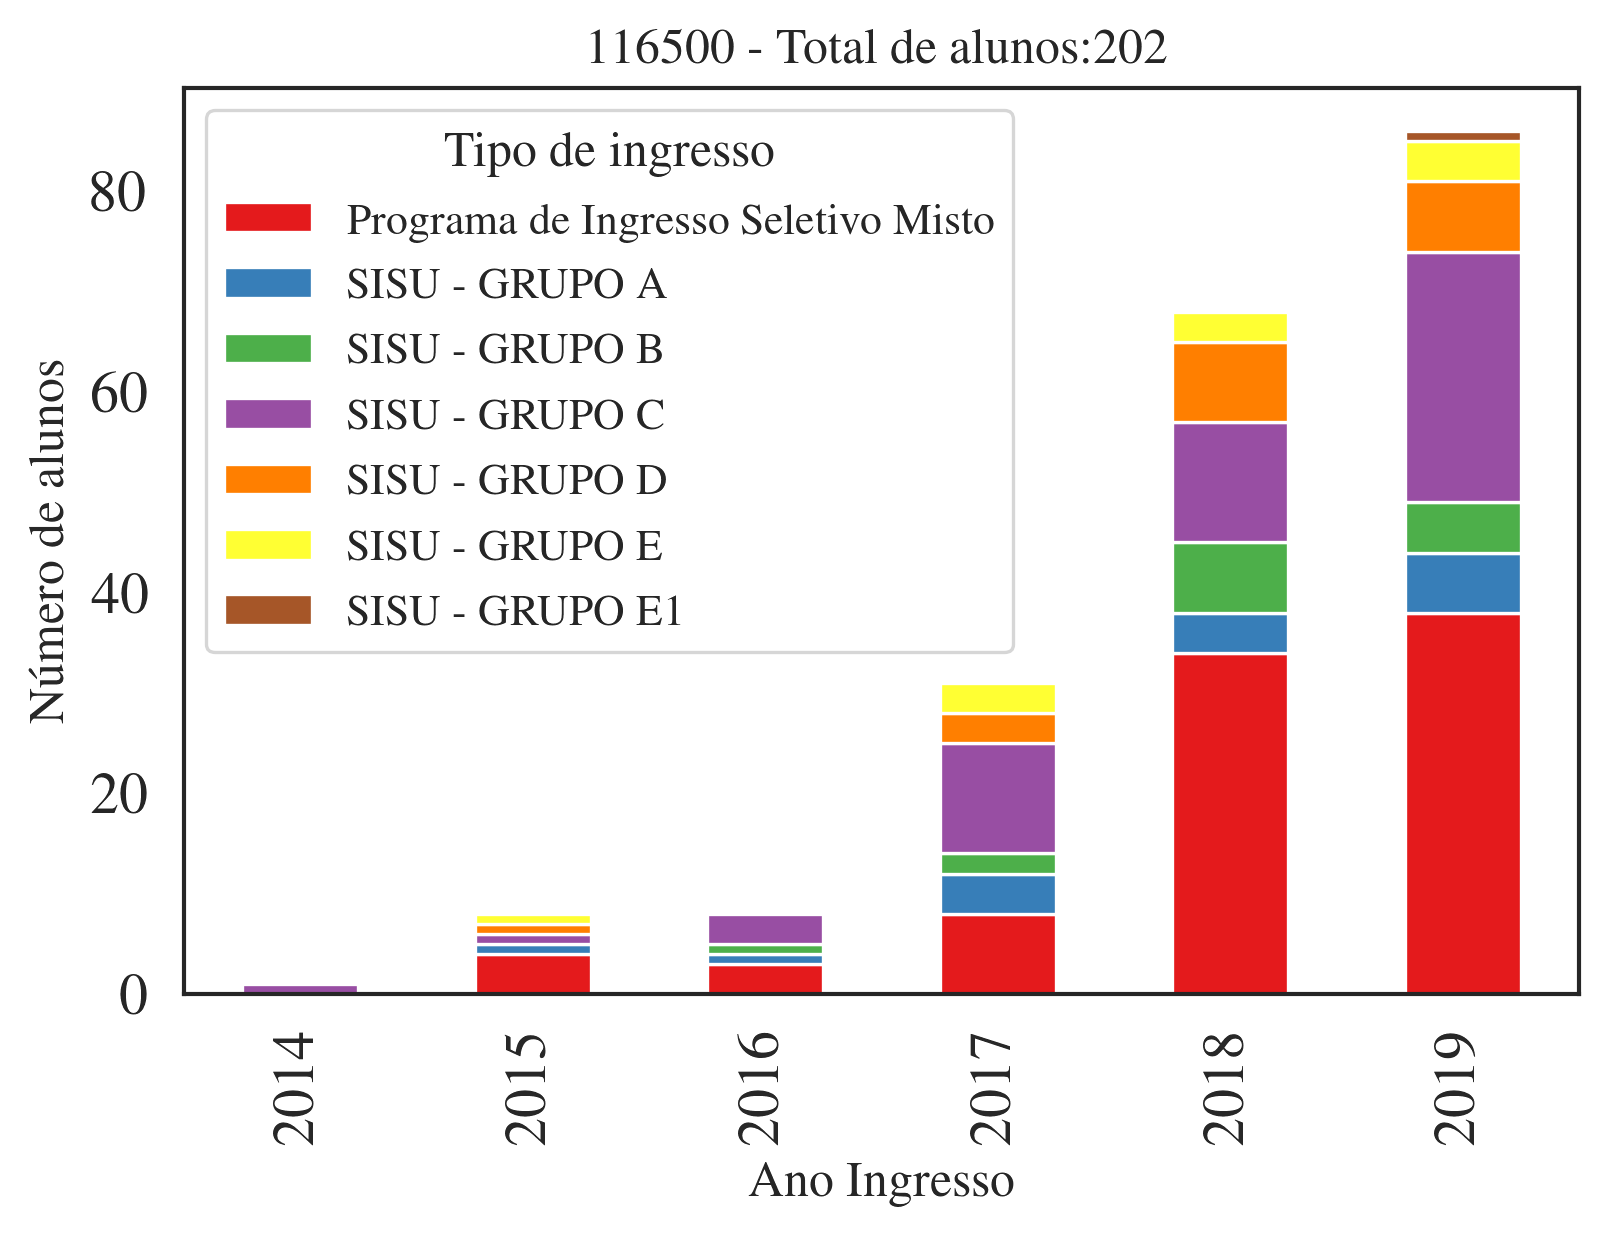 116500 - Total de alunos:202
Tipo de ingresso
Programa de Ingresso Seletivo Misto
SISU - GRUPO A
SISU - GRUPO B
SISU - GRUPO C
SISU - GRUPO D
SISU - GRUPO E
SISU - GRUPO E1
Número de alunos
80
60
40
20
0
2014
2015
2016
2017
2018
2019
Ano Ingresso